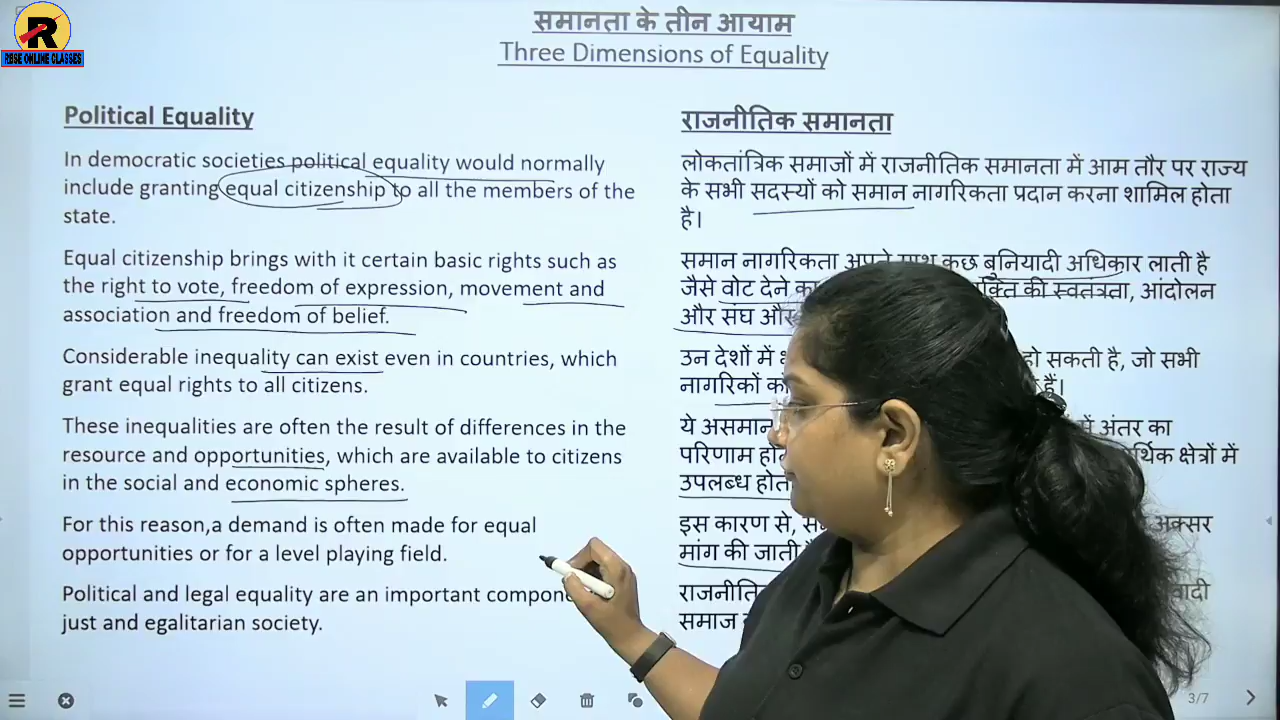 R
RBSE ONLINE CLASSES
समानता के तीन आयाम
Three Dimensions of Equality
Political Equality
In democratic societies political equality would normally
include granting equal citizenship to all the members of the
state.
Equal citizenship brings with it certain basic rights such as
the right to vote, freedom of expression, movement and
association and freedom of belief.
Considerable inequality can exist even in countries, which
grant equal rights to all citizens.
These inequalities are often the result of differences in the
resource and opportunities, which are available to citizens
in the social and economic spheres.
For this reason,a demand is often made for equal
opportunities or for a level playing field.
Political and legal equality are an important
just and egalitarian society.
राजनीतिक समानता
लोकतांत्रिक समाजों में राजनीतिक समानता में आम तौर पर राज्य
के सभी सदस्यों को समान नागरिकता प्रदान करना शामिल होता
है।
समान नागरिकता अपने साथ कुछ बुनियादी अधिकार लाती है
जैसे वोट देने की स्वतंत्रता, आंदोलन
और संघ और
उन देशों में हो सकती है, जो सभी
नागरिकों को हैं।
ये में अंतर का
परिणाम क्षेत्रों में
उपलब्ध
इस कारण से, अक्सर
मांग की जाती
समाज
3/7